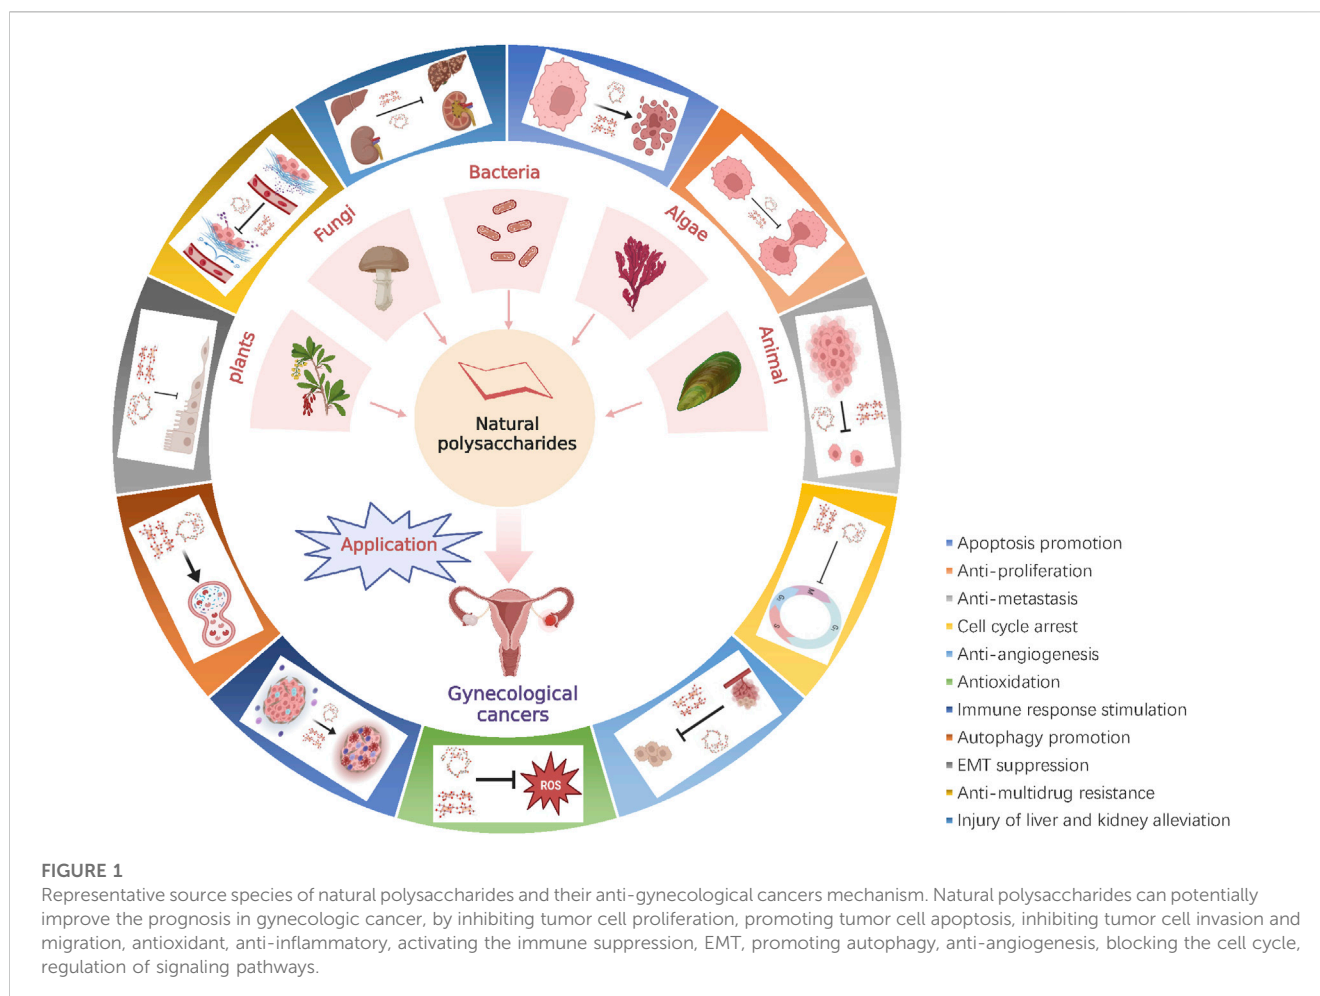 Bacteria
Fungi
Algae
plants
Animal
Natural
polysaccharides
Application
Gynecological
cancers
ROS
M
S
Apoptosis promotion
Anti-proliferation
Anti-metastasis
Cell cycle arrest
Anti-angiogenesis
Antioxidation
Immune response stimulation
Autophagy promotion
EMT suppression
Anti-multidrug resistance
Injury of liver and kidney alleviation
FIGURE 1
Representative source species of natural polysaccharides and their anti-gynecological cancers mechanism. Natural polysaccharides can potentially
improve the prognosis in gynecologic cancer, by inhibiting tumor cell proliferation, promoting tumor cell apoptosis, inhibiting tumor cell invasion and
migration, antioxidant, anti-inflammatory, activating the immune suppression, EMT, promoting autophagy, anti-angiogenesis, blocking the cell cycle,
regulation of signaling pathways.